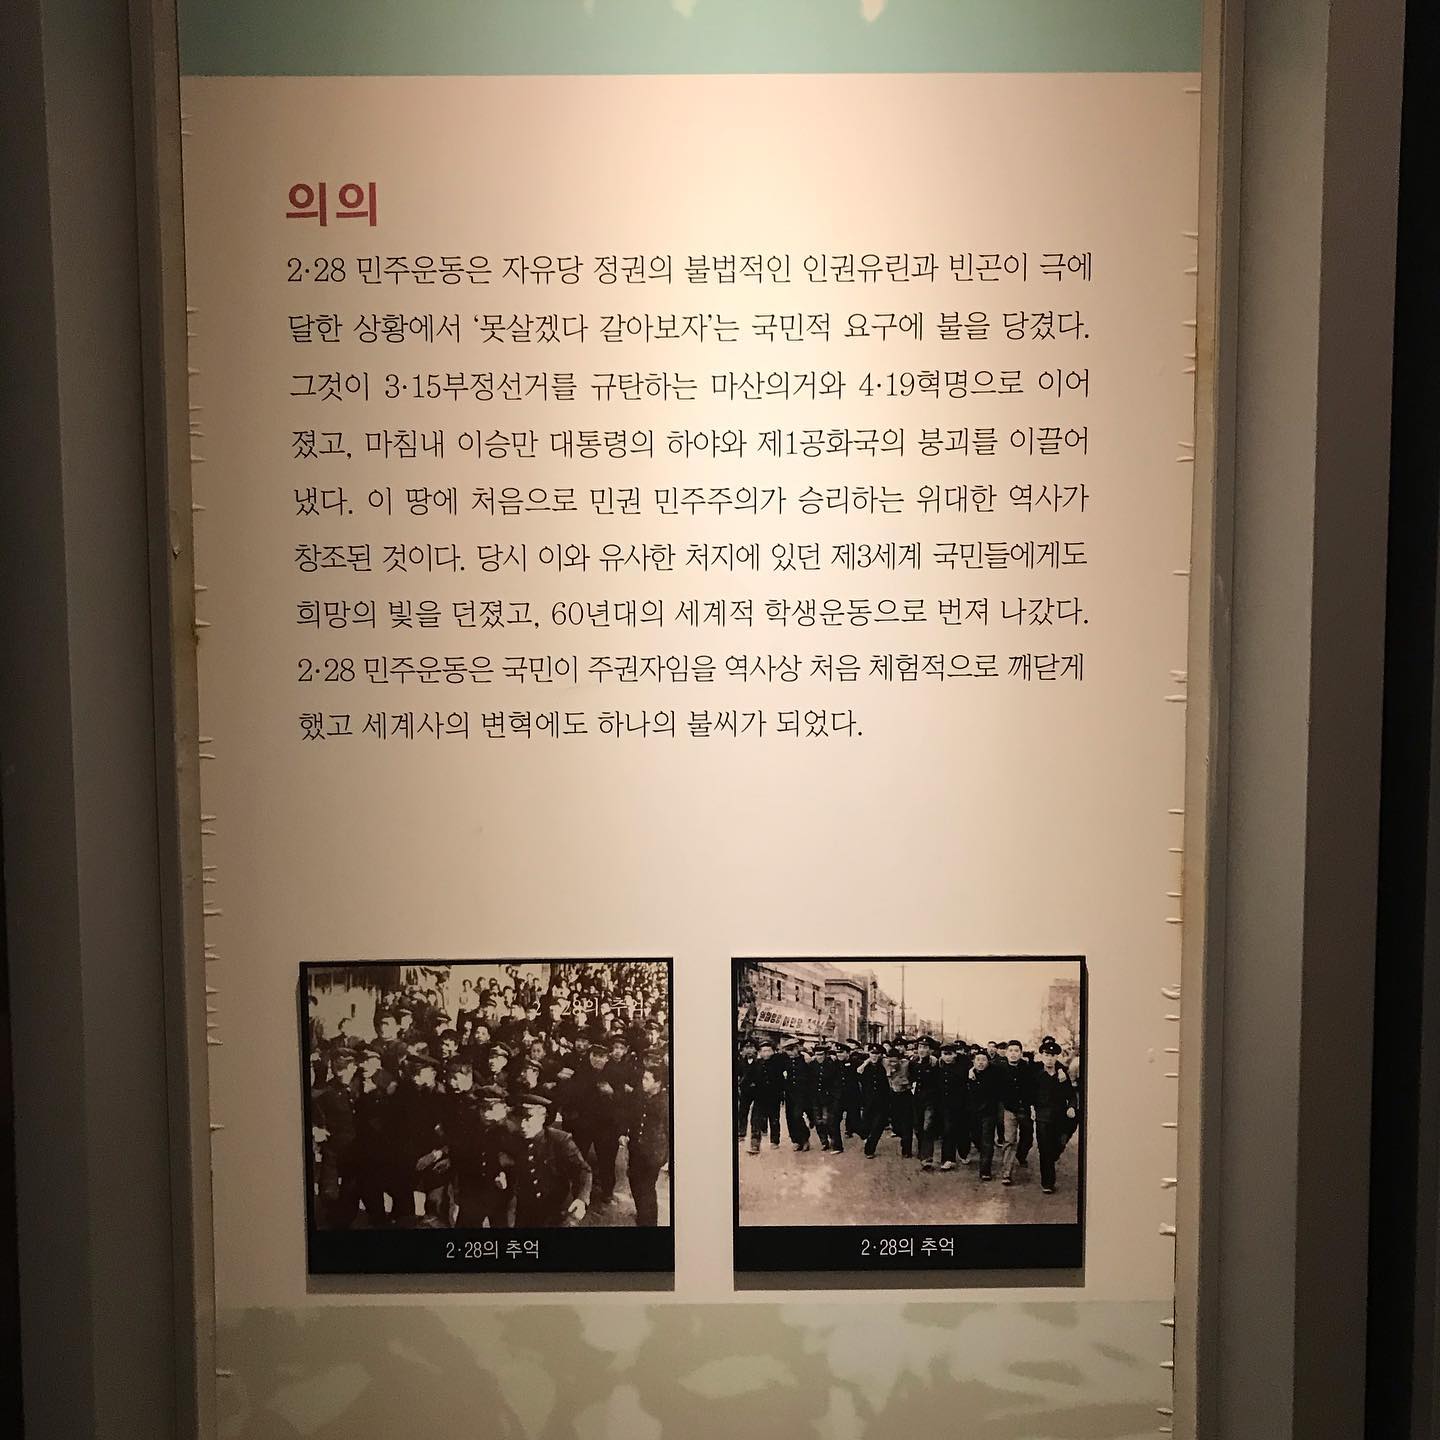 의의
2·28 민주운동은 자유당 정권의 불법적인 인권유린과 빈곤이 극에
달한 상황에서 ‘못살겠다 갈아보자’는 국민적 요구에 불을 당겼다.
그것이 3·15부정선거를 규탄하는 마산의거와 4·19혁명으로 이어
졌고, 마침내 이승만 대통령의 하야와 제1공화국의 붕괴를 이끌어
냈다. 이 땅에 처음으로 민권 민주주의가 승리하는 위대한 역사가
창조된 것이다. 당시 이와 유사한 처지에 있던 제3세계 국민들에게도
희망의 빛을 던졌고, 60년대의 세계적 학생운동으로 번져 나갔다.
2·28 민주운동은 국민이 주권자임을 역사상 처음 체험적으로 깨닫게
했고 세계사의 변혁에도 하나의 불씨가 되었다.
2·28의 추억
2·28의 추억
2·28의 추억